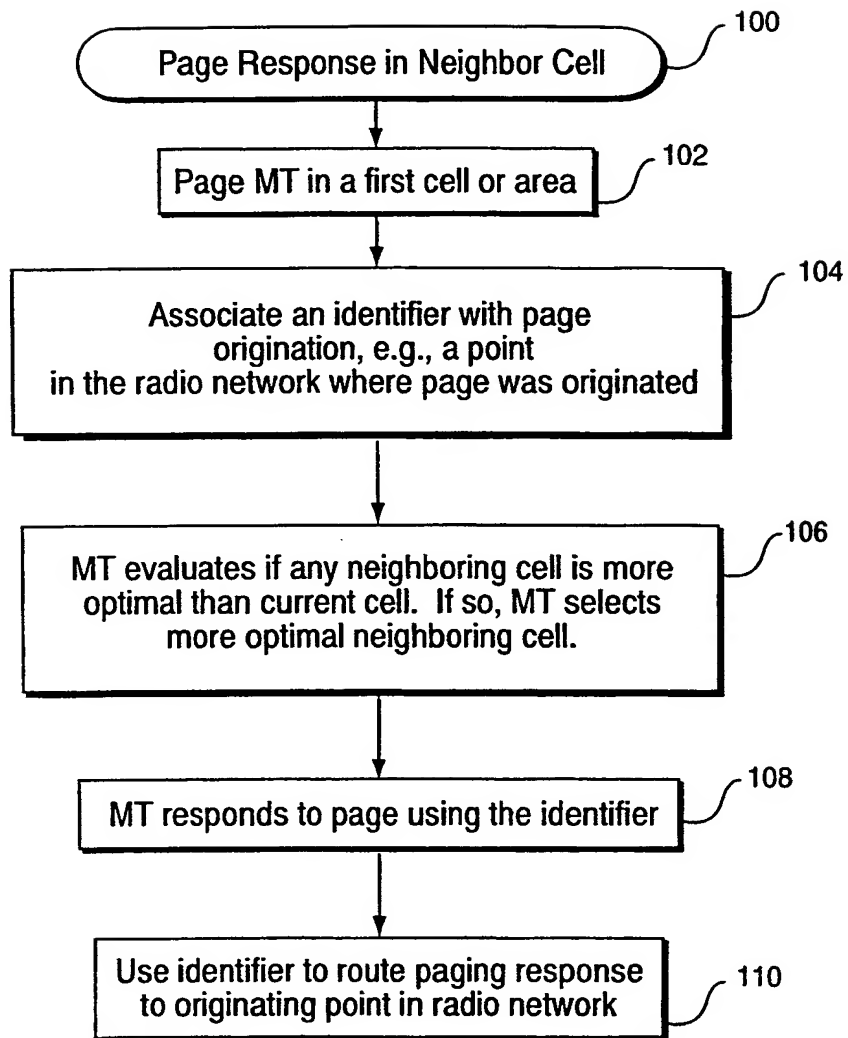 Page Response in Neighbor Cell
100
Page MT in a first cell or area
102
Associate an identifier with page
origination, e.g., a point
in the radio network where page was originated
104
MT evaluates if any neighboring cell is more
optimal than current cell. If so, MT selects
more optimal neighboring cell.
106
MT responds to page using the identifier
108
Use identifier to route paging response
to originating point in radio network
110